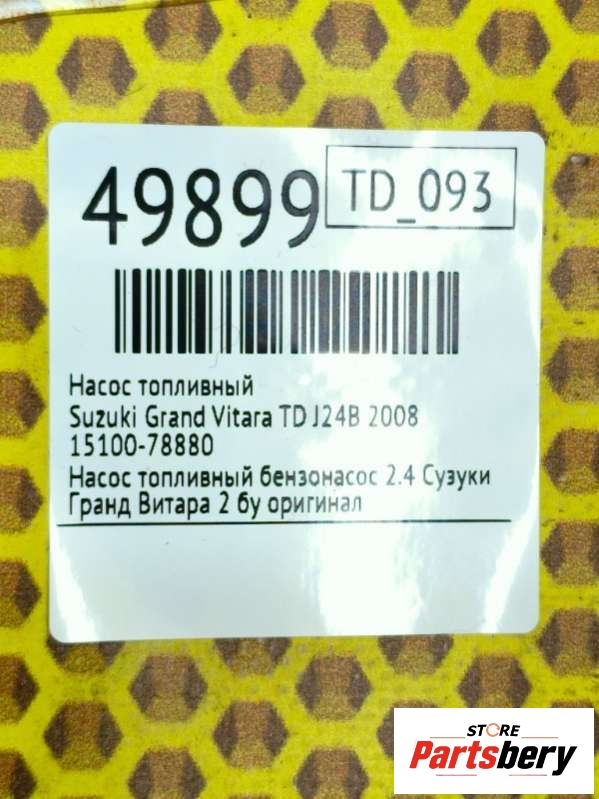 49899
TD_093
Насос топливный
Suzuki Grand Vitara TD J24B 2008
15100-78880
Насос топливный бензонасос 2.4 Сузуки
Гранд Витара 2 бу оригинал
STORE
Partsbery